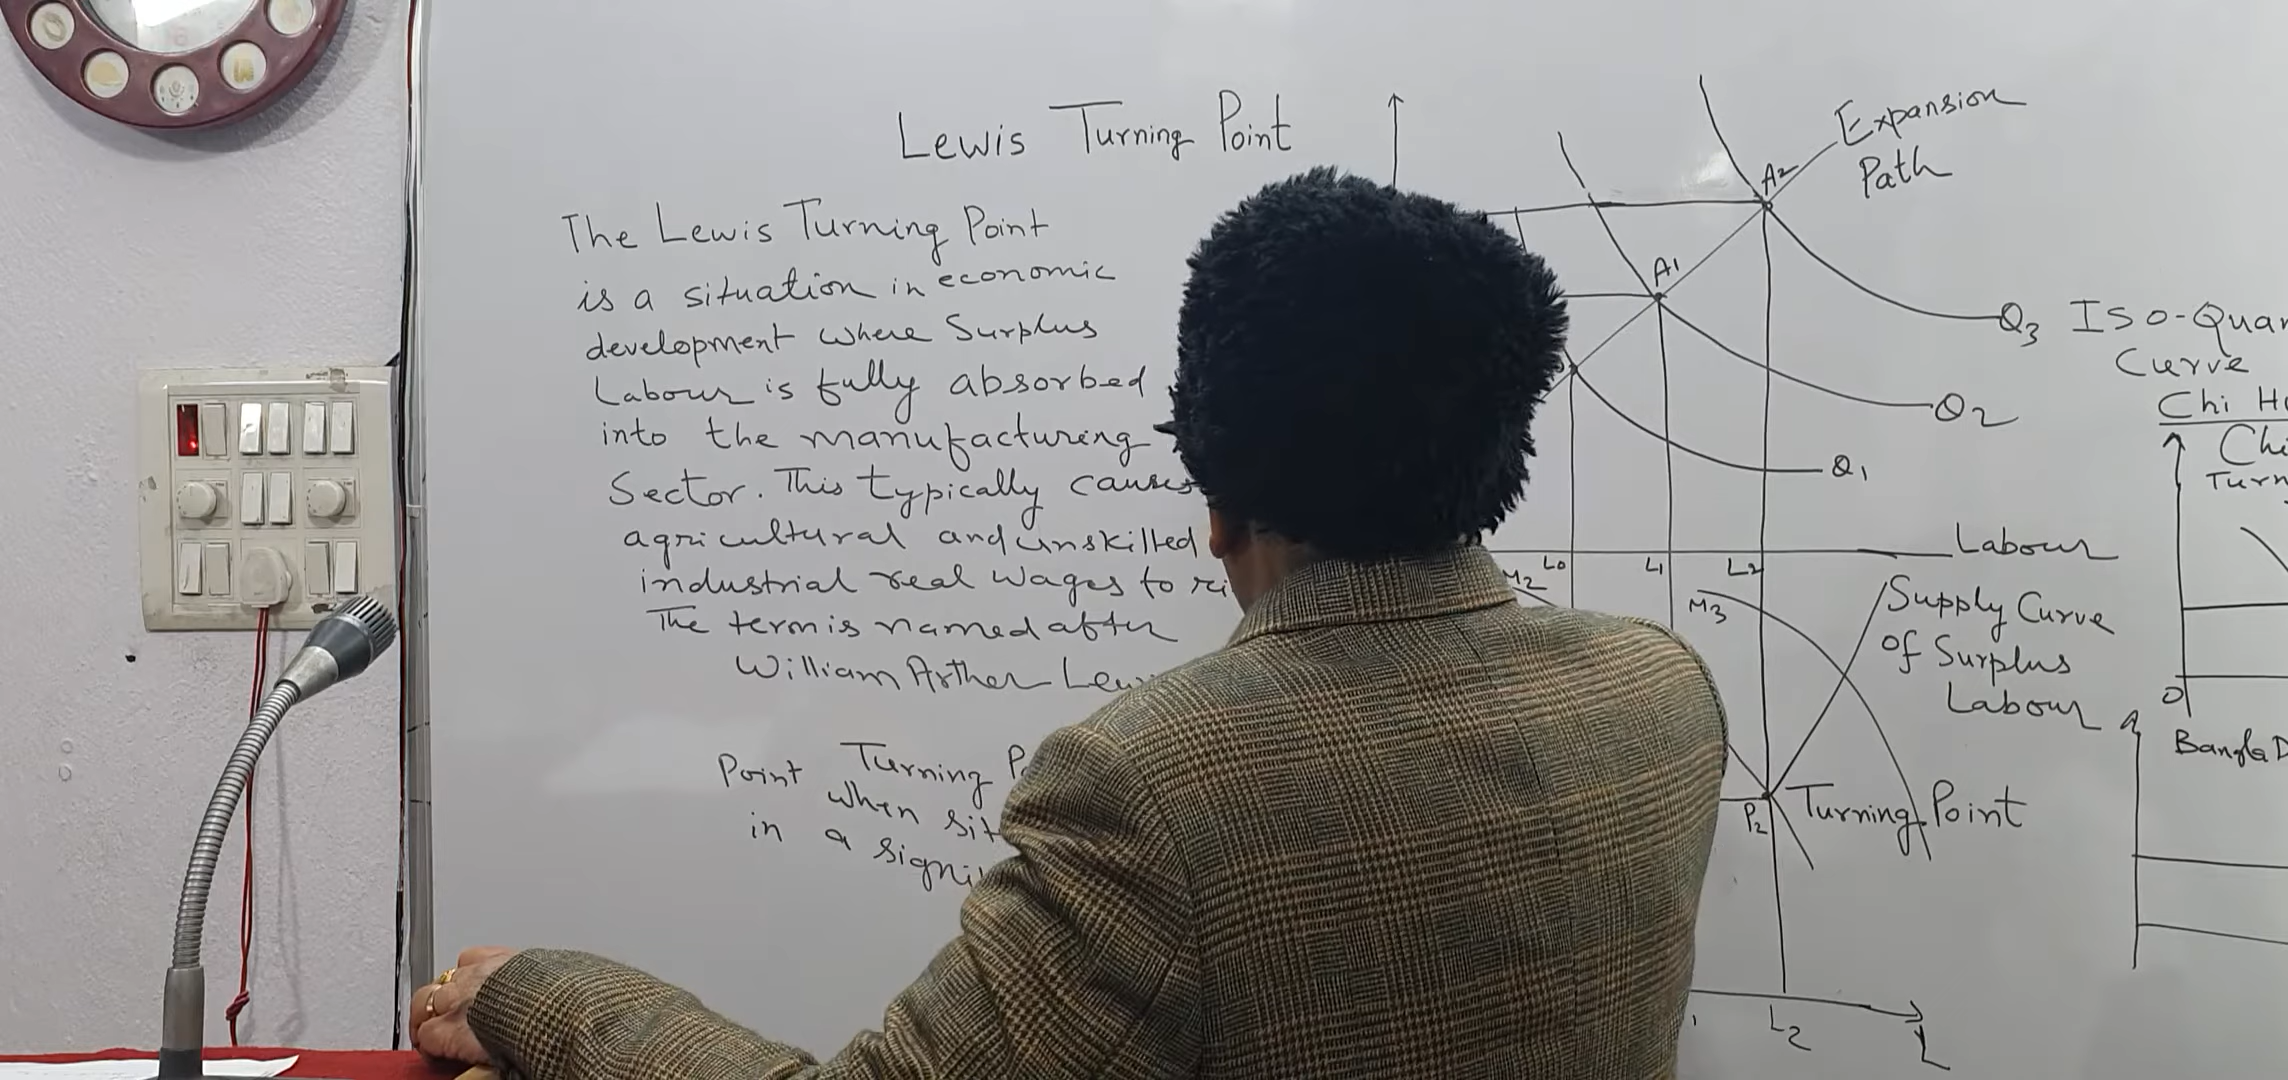 Lewis Turning Point
The Lewis Turning Point
is a situation in economic
development where Surplus
Labour is fully absorbed
into the manufacturing
Sector. This typically causes
agricultural and unskilled
industrial real wages to ri
The term is named after
William Arther Lew
Turning P
Point when sit
in a signi
Expansion
Path
A2
A1
Q3
Q2
Q1
Iso-Quan
Curve
Labour
L0
L1
L2
M2
M3
Supply Curve
of Surplus
Labour
P2
Turning Point
L2
L
Chi H
Chi
Turn
O
Bangla D